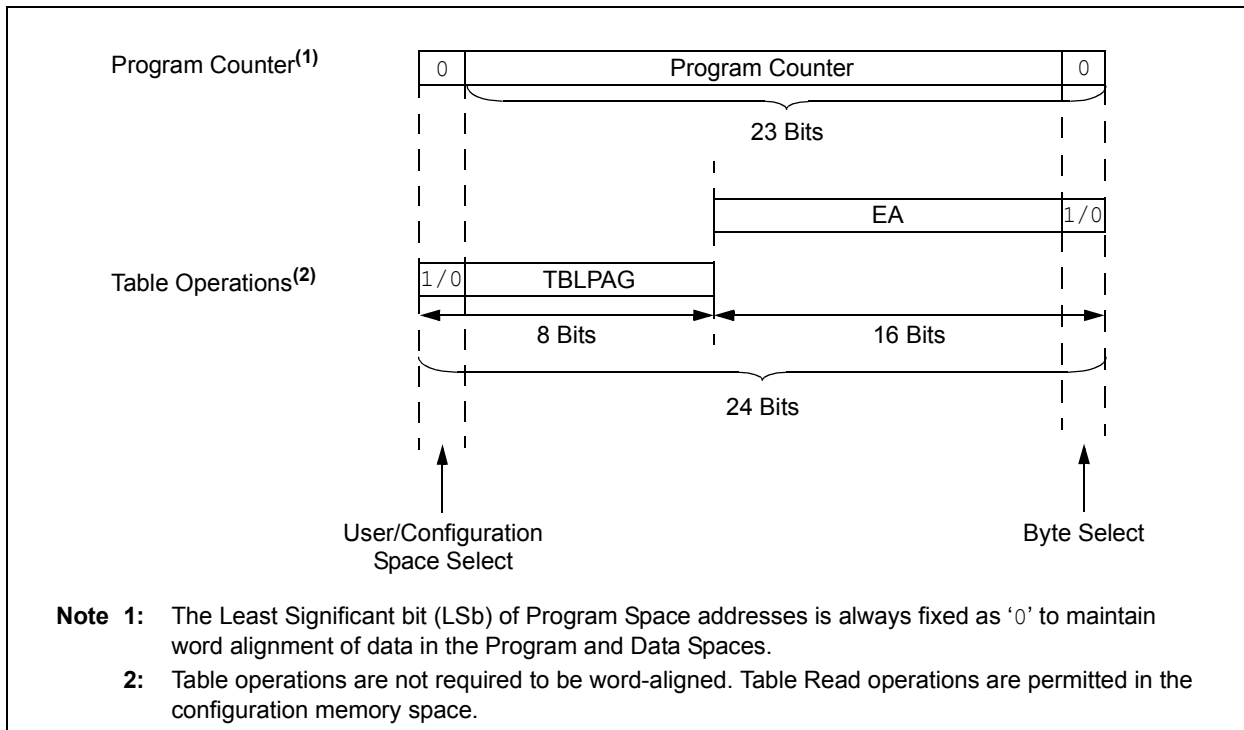 Program Counter(1)
0 Program Counter 0
23 Bits
EA 1/0
Table Operations(2)
1/0 TBLPAG
8 Bits 16 Bits
24 Bits
User/Configuration
Space Select
Byte Select
Note 1: The Least Significant bit (LSb) of Program Space addresses is always fixed as ‘0’ to maintain
word alignment of data in the Program and Data Spaces.
2: Table operations are not required to be word-aligned. Table Read operations are permitted in the
configuration memory space.